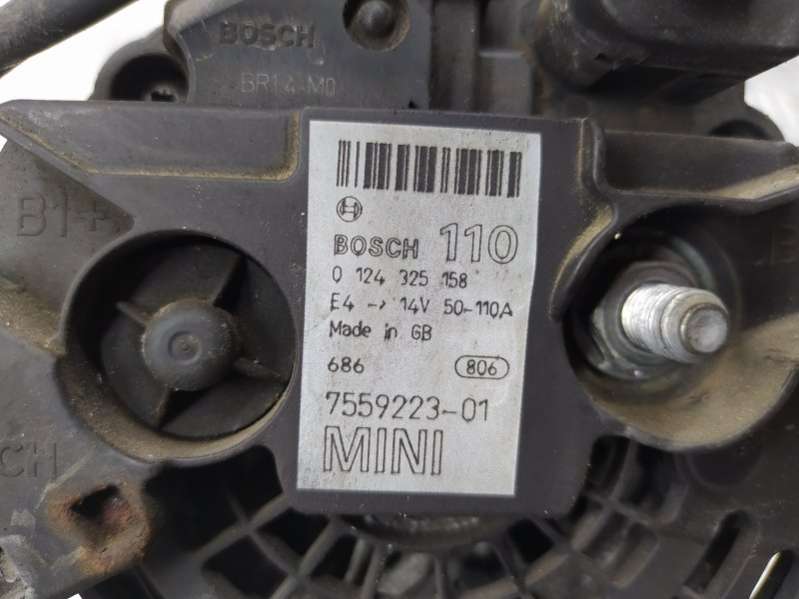 BOSCH
BR14-M0
B1+
BOSCH 110
0 124 325 158
E4 -> 14V 50-110A
Made in GB
686 806
7559223-01
MINI